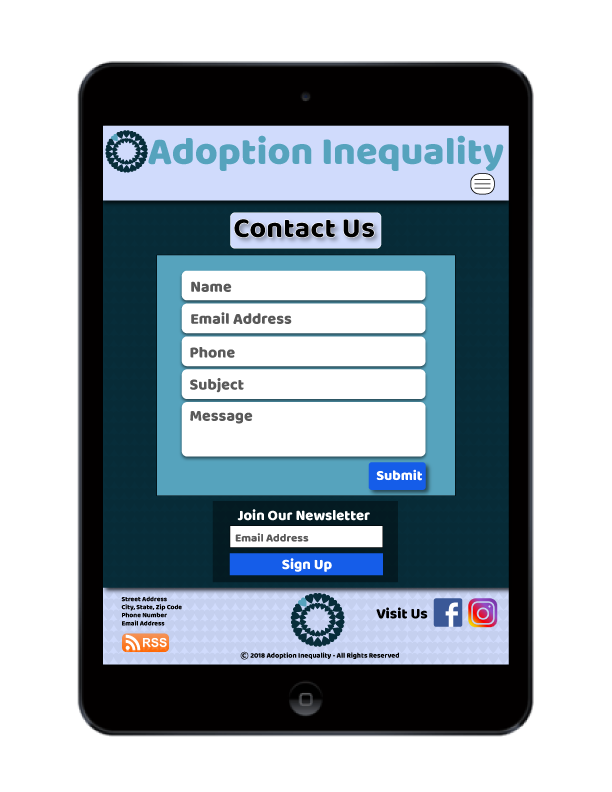 Adoption Inequality
Contact Us
Name
Email Address
Phone
Subject
Message
Submit
Join Our Newsletter
Email Address
Sign Up
Street Address
City, State, Zip Code
Phone Number
Email Address
RSS
Visit Us
© 2018 Adoption Inequality - All Rights Reserved